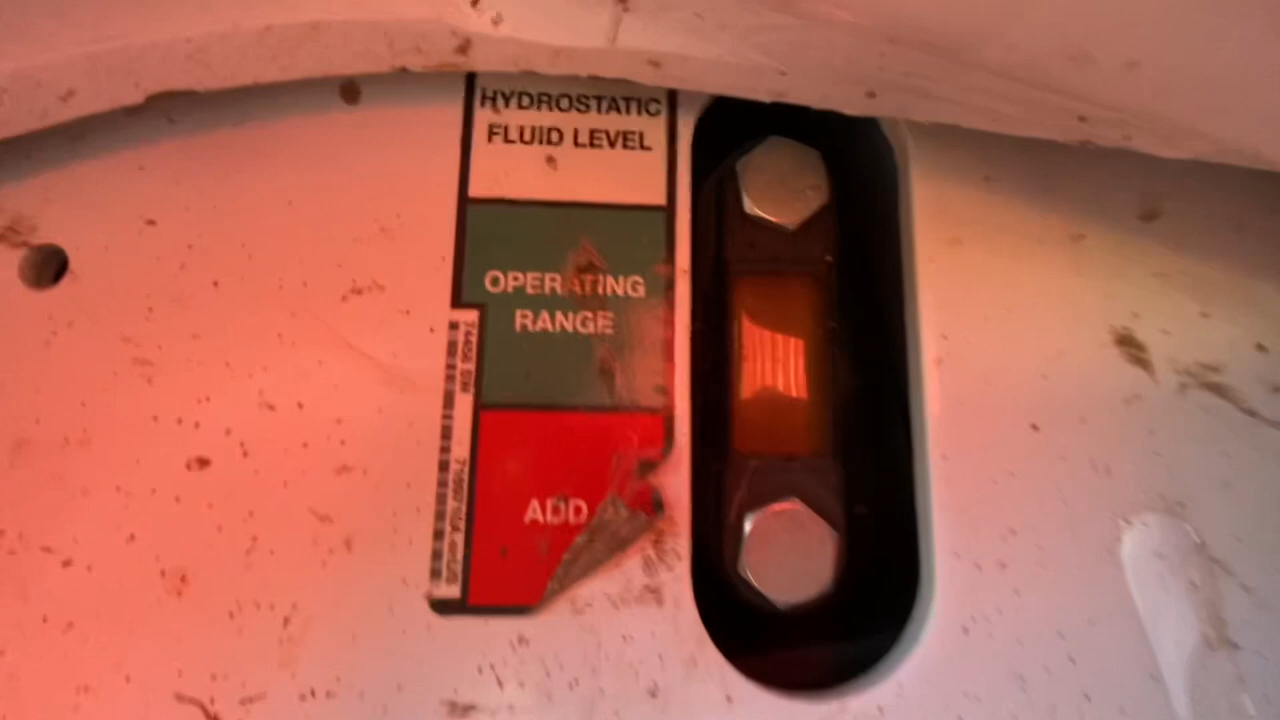 HYDROSTATIC
FLUID LEVEL
OPERATING
RANGE
ADD